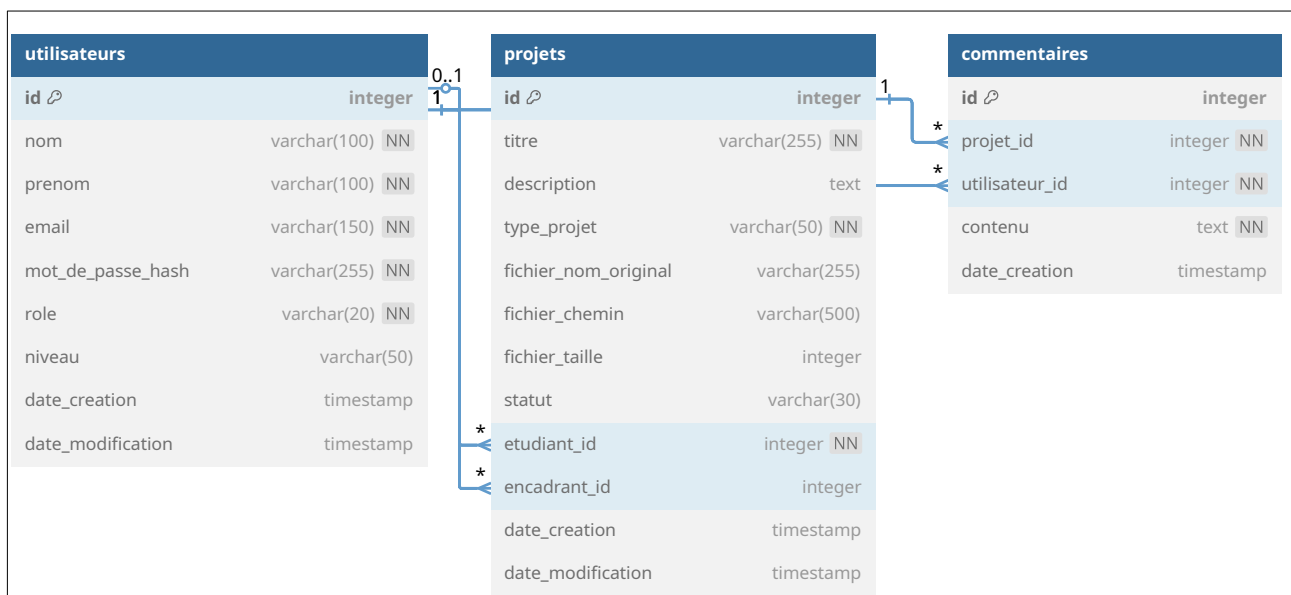 utilisateurs
id integer
nom varchar(100) NN
prenom varchar(100) NN
email varchar(150) NN
mot_de_passe_hash varchar(255) NN
role varchar(20) NN
niveau varchar(50)
date_creation timestamp
date_modification timestamp
0..1
1
*
*
projets
id integer
titre varchar(255) NN
description text
type_projet varchar(50) NN
fichier_nom_original varchar(255)
fichier_chemin varchar(500)
fichier_taille integer
statut varchar(30)
etudiant_id integer NN
encadrant_id integer
date_creation timestamp
date_modification timestamp
1
*
*
commentaires
id integer
projet_id integer NN
utilisateur_id integer NN
contenu text NN
date_creation timestamp